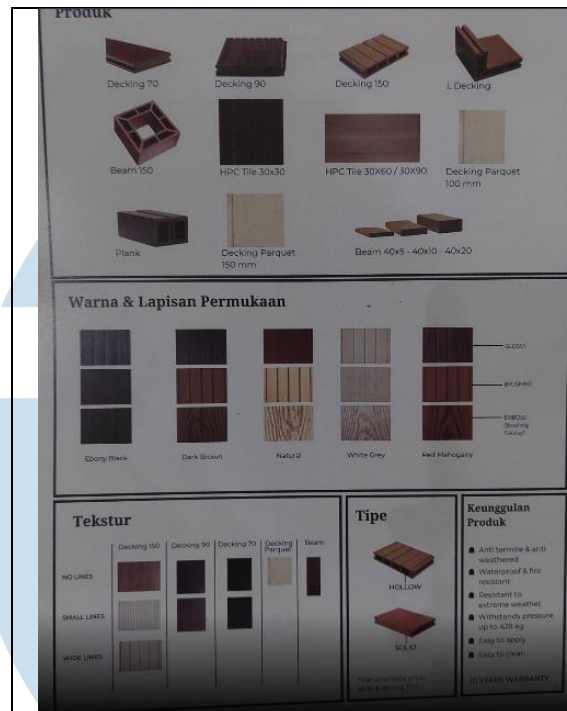 Produk
Decking 70
Decking 90
Decking 150
L Decking
Beam 150
HPC Tile 30x30
HPC Tile 30X60 / 30X90
Decking Parquet
100 mm
Plank
Decking Parquet
150 mm
Beam 40x5 - 40x10 - 40x20
Warna & Lapisan Permukaan
GLOSSY
BRUSHING
EMBOSS
Ebony Black
Dark Brown
Natural
White Grey
Red Mahogany
Tekstur
Decking 150
Decking 90
Decking 70
Decking
Parquet
Beam
NO LINES
SMALL LINES
WIDE LINES
Tipe
HOLLOW
SOLID
Keunggulan
Produk
Anti termite & anti
weathered
Waterproof & fire
resistant
Resistant to
extreme weather
Withstands pressure
up to 428 kg
Easy to apply
Easy to clean
10 YEARS WARRANTY